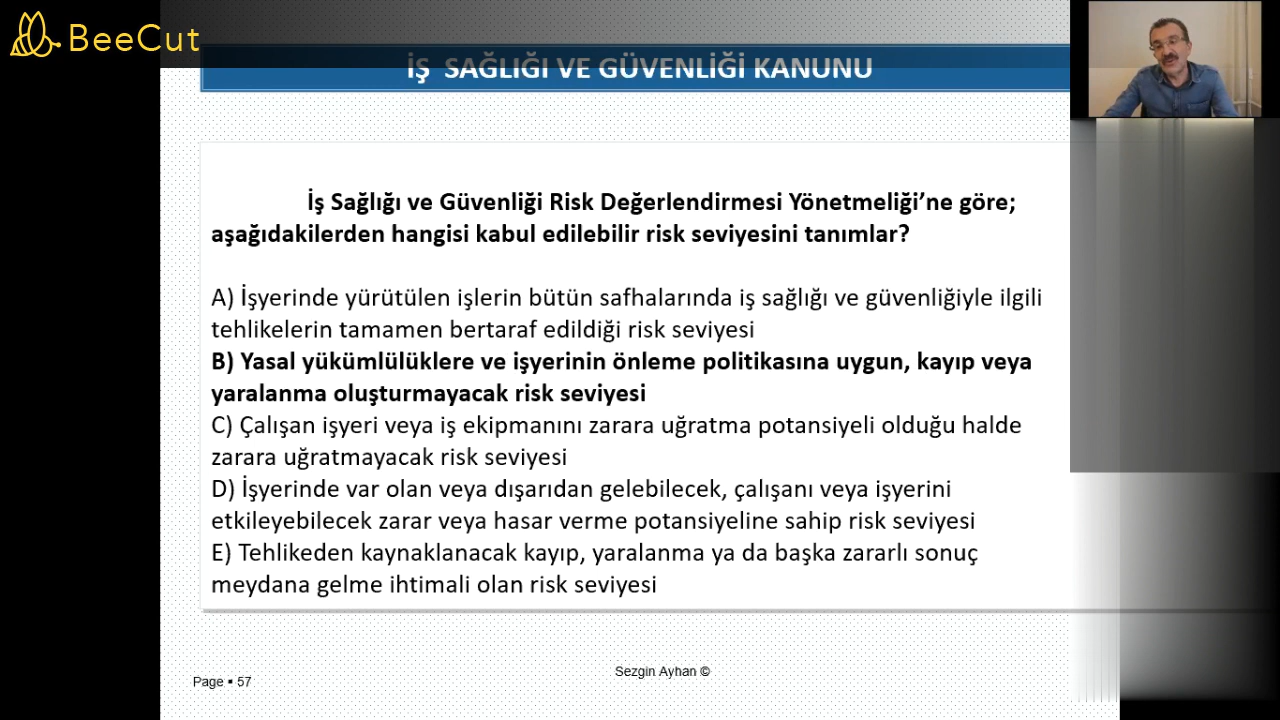 BeeCut
İŞ SAĞLIĞI VE GÜVENLİĞİ KANUNU
İş Sağlığı ve Güvenliği Risk Değerlendirmesi Yönetmeliği’ne göre;
aşağıdakilerden hangisi kabul edilebilir risk seviyesini tanımlar?
A) İşyerinde yürütülen işlerin bütün safhalarında iş sağlığı ve güvenliğiyle ilgili
tehlikelerin tamamen bertaraf edildiği risk seviyesi
B) Yasal yükümlülüklere ve işyerinin önleme politikasına uygun, kayıp veya
yaralanma oluşturmayacak risk seviyesi
C) Çalışan işyeri veya iş ekipmanını zarara uğratma potansiyeli olduğu halde
zarara uğratmayacak risk seviyesi
D) İşyerinde var olan veya dışarıdan gelebilecek, çalışanı veya işyerini
etkileyebilecek zarar veya hasar verme potansiyeline sahip risk seviyesi
E) Tehlikeden kaynaklanacak kayıp, yaralanma ya da başka zararlı sonuç
meydana gelme ihtimali olan risk seviyesi
Sezgin Ayhan ©
Page ▪ 57